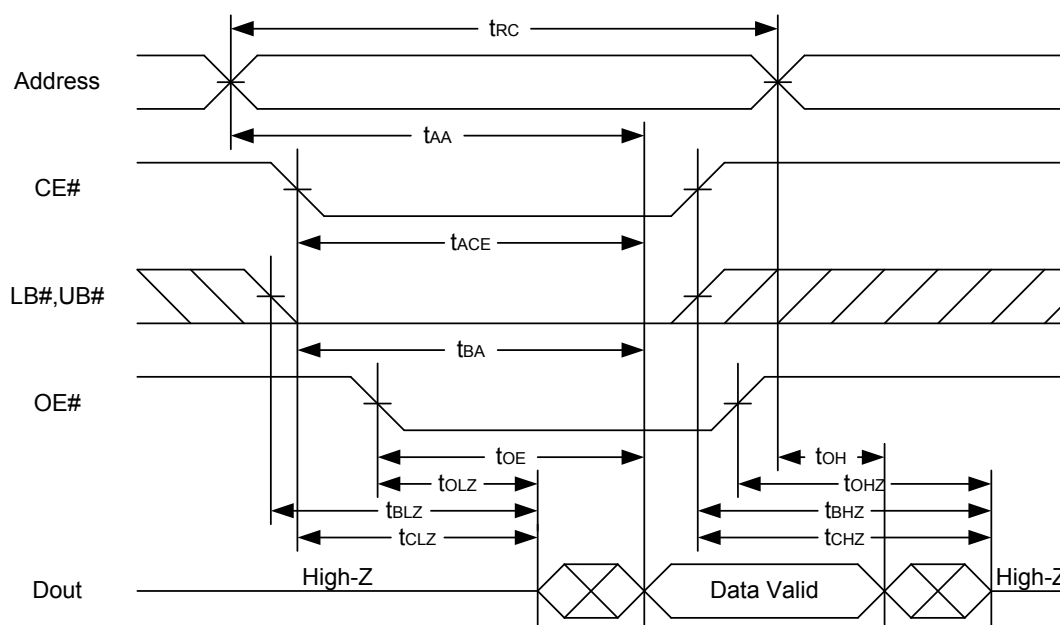 tRC
Address
tAA
CE#
tACE
LB#,UB#
tBA
OE#
tOE
tOH
tOLZ
tOHZ
tBLZ
tBHZ
tCLZ
tCHZ
Dout
High-Z
Data Valid
High-Z